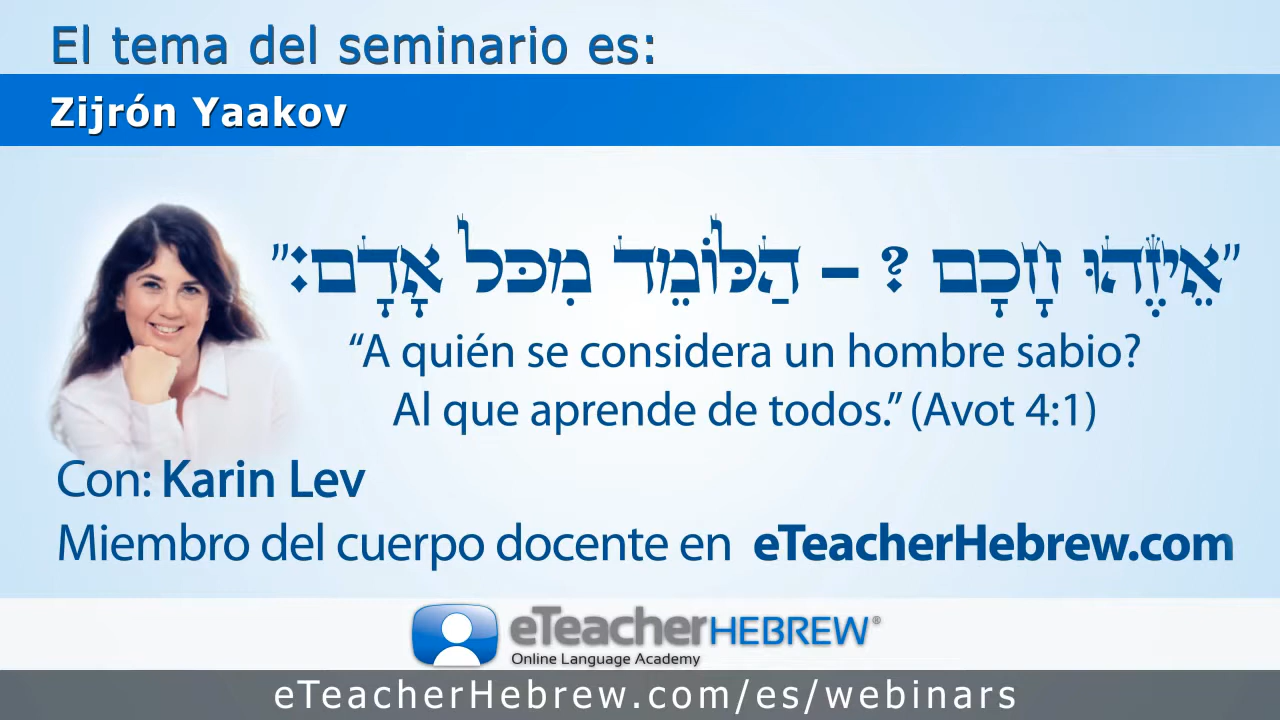 El tema del seminario es:
Zijrón Yaakov
”אֵיזֶהוּ חָכָם ? – הַלּוֹמֵד מִכּל אָדָם:”
“A quién se considera un hombre sabio?
Al que aprende de todos.” (Avot 4:1)
Con: Karin Lev
Miembro del cuerpo docente en eTeacherHebrew.com
eTeacherHEBREW®
Online Language Academy
eTeacherHebrew.com/es/webinars